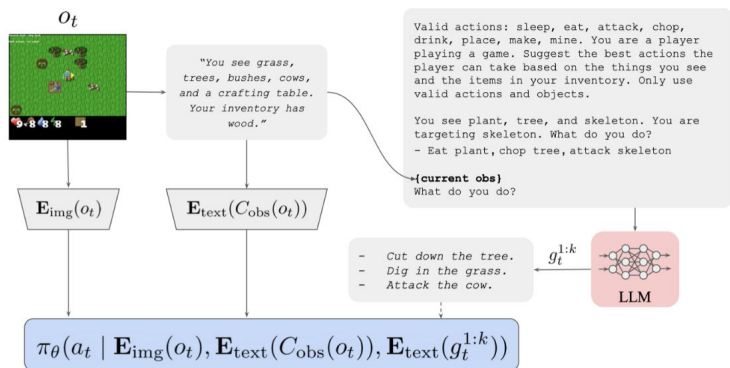 o_t
9 8 8 8 1
"You see grass,
trees, bushes, cows,
and a crafting table.
Your inventory has
wood."
Valid actions: sleep, eat, attack, chop,
drink, place, make, mine. You are a player
playing a game. Suggest the best actions the
player can take based on the things you see
and the items in your inventory. Only use
valid actions and objects.
You see plant, tree, and skeleton. You are
targeting skeleton. What do you do?
- Eat plant, chop tree, attack skeleton
{current obs}
What do you do?
E_img(o_t)
E_text(C_obs(o_t))
- Cut down the tree.
- Dig in the grass.
- Attack the cow.
g_t^{1:k}
LLM
π_θ(a_t | E_img(o_t), E_text(C_obs(o_t)), E_text(g_t^{1:k}))